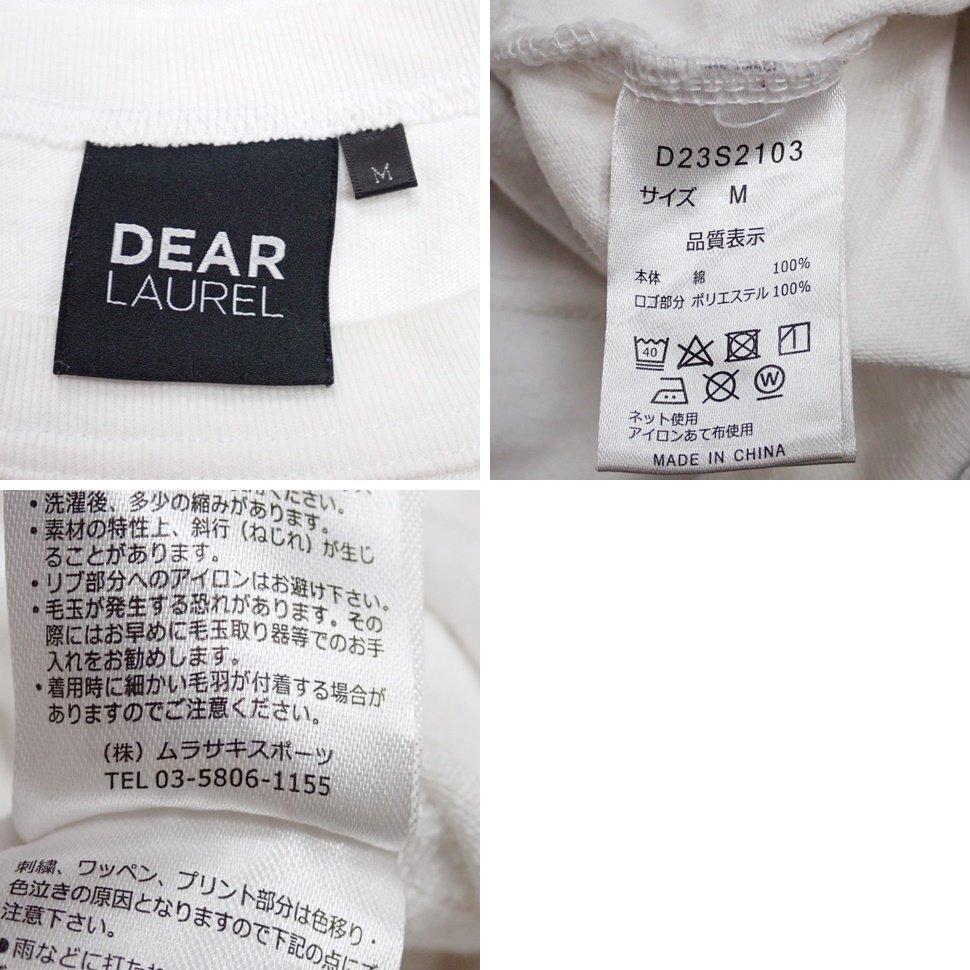 DEAR
LAUREL
M
D23S2103
サイズ M
品質表示
本体 綿 100%
ロゴ部分 ポリエステル 100%
40
W
ネット使用
アイロンあて布使用
MADE IN CHINA
ください。
・洗濯後、多少の縮みがあります。
・素材の特性上、斜行（ねじれ）が生じ
ることがあります。
・リブ部分へのアイロンはお避け下さい。
・毛玉が発生する恐れがあります。その
際にはお早めに毛玉取り器等でのお手
入れをお勧めします。
・着用時に細かい毛羽が付着する場合が
ありますのでご注意ください。
（株）ムラサキスポーツ
TEL 03-5806-1155
刺繍、ワッペン、プリント部分は色移り・
色泣きの原因となりますので下記の点にご
注意下さい。
●雨などに打たれ